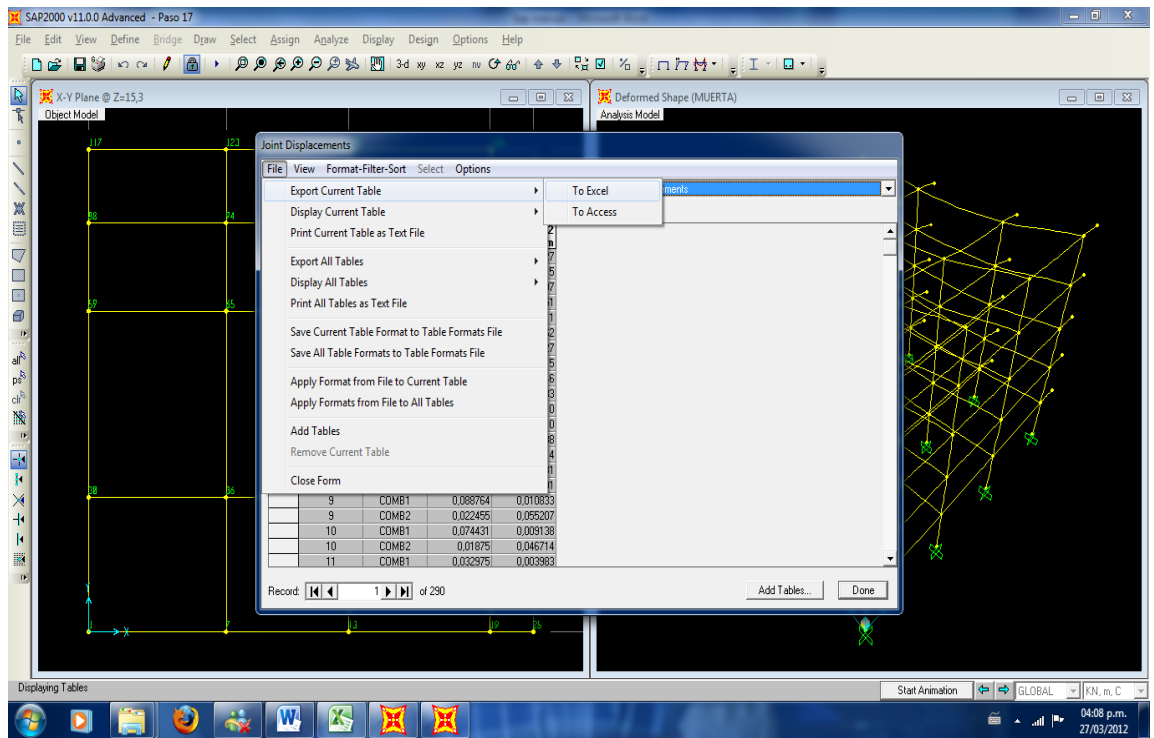 SAP2000 v11.0.0 Advanced - Paso 17
File Edit View Define Bridge Draw Select Assign Analyze Display Design Options Help
3-d xy xz yz nv
X-Y Plane @ Z=15,3
Object Model
Deformed Shape (MUERTA)
Analysis Model
117
123
Joint Displacements
File View Format-Filter-Sort Select Options
Export Current Table
To Excel
To Access
Display Current Table
Print Current Table as Text File
Export All Tables
Display All Tables
Print All Tables as Text File
Save Current Table Format to Table Formats File
Save All Table Formats to Table Formats File
Apply Format from File to Current Table
Apply Formats from File to All Tables
Add Tables
Remove Current Table
Close Form
9 COMB1 0,088764 0,010833
9 COMB2 0,022455 0,055207
10 COMB1 0,074431 0,009138
10 COMB2 0,01875 0,046714
11 COMB1 0,032975 0,003983
Record: 1 of 290
Add Tables... Done
all
ps
clr
Y
X
7
13
19
Displaying Tables
Start Animation
GLOBAL
KN, m, C
04:08 p.m.
27/03/2012